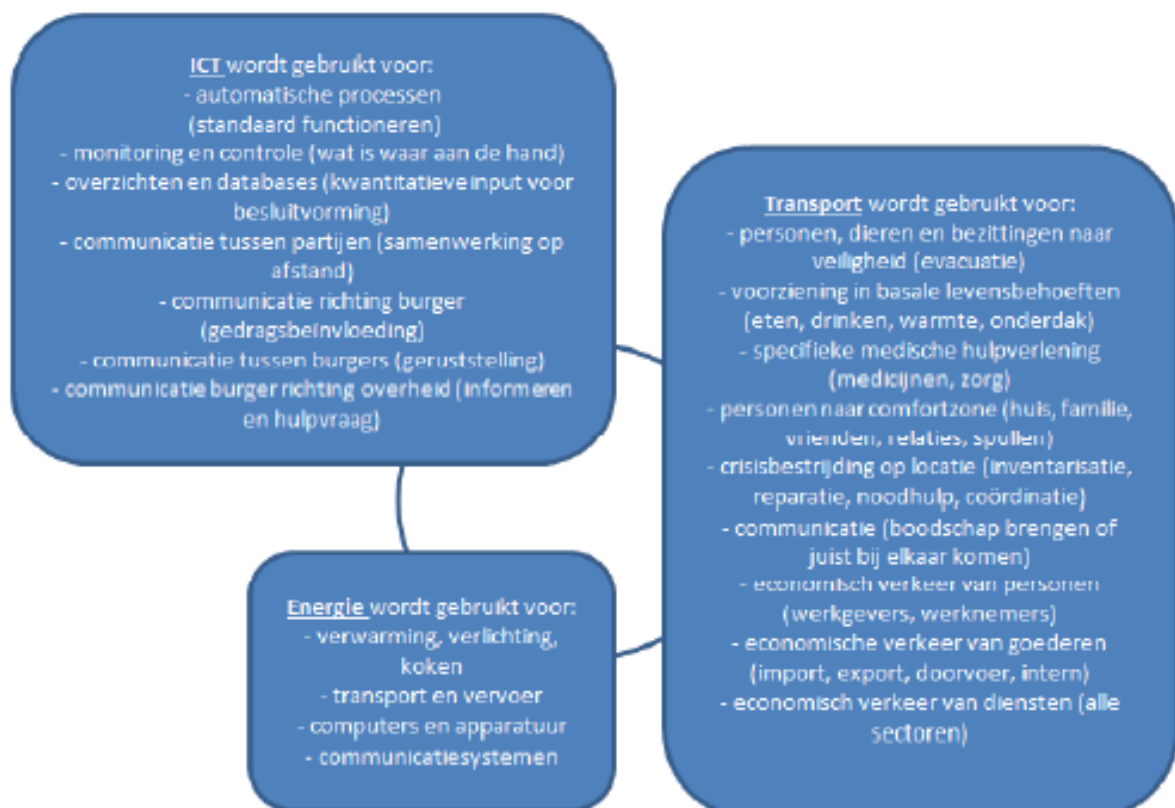 ICT wordt gebruikt voor:
- automatische processen
(standaard functioneren)
- monitoring en controle (wat is waar aan de hand)
- overzichten en databases (kwantitatieve input voor
besluitvorming)
- communicatie tussen partijen (samenwerking op
afstand)
- communicatie richting burger
(gedragsbeïnvloeding)
- communicatie tussen burgers (geruststelling)
- communicatie burger richting overheid (informeren
en hulpvraag)
Transport wordt gebruikt voor:
- personen, dieren en bezittingen naar
veiligheid (evacuatie)
- voorziening in basale levensbehoeften
(eten, drinken, warmte, onderdak)
- specifieke medische hulpverlening
(medicijnen, zorg)
- personen naar comfortzone (huis, familie,
vrienden, relaties, spullen)
- crisisbestrijding op locatie (inventarisatie,
reparatie, noodhulp, coördinatie)
- communicatie (boodschap brengen of
juist bij elkaar komen)
- economisch verkeer van personen
(werkgevers, werknemers)
- economische verkeer van goederen
(import, export, doorvoer, intern)
- economisch verkeer van diensten (alle
sectoren)
Energie wordt gebruikt voor:
- verwarming, verlichting,
koken
- transport en vervoer
- computers en apparatuur
- communicatiesystemen